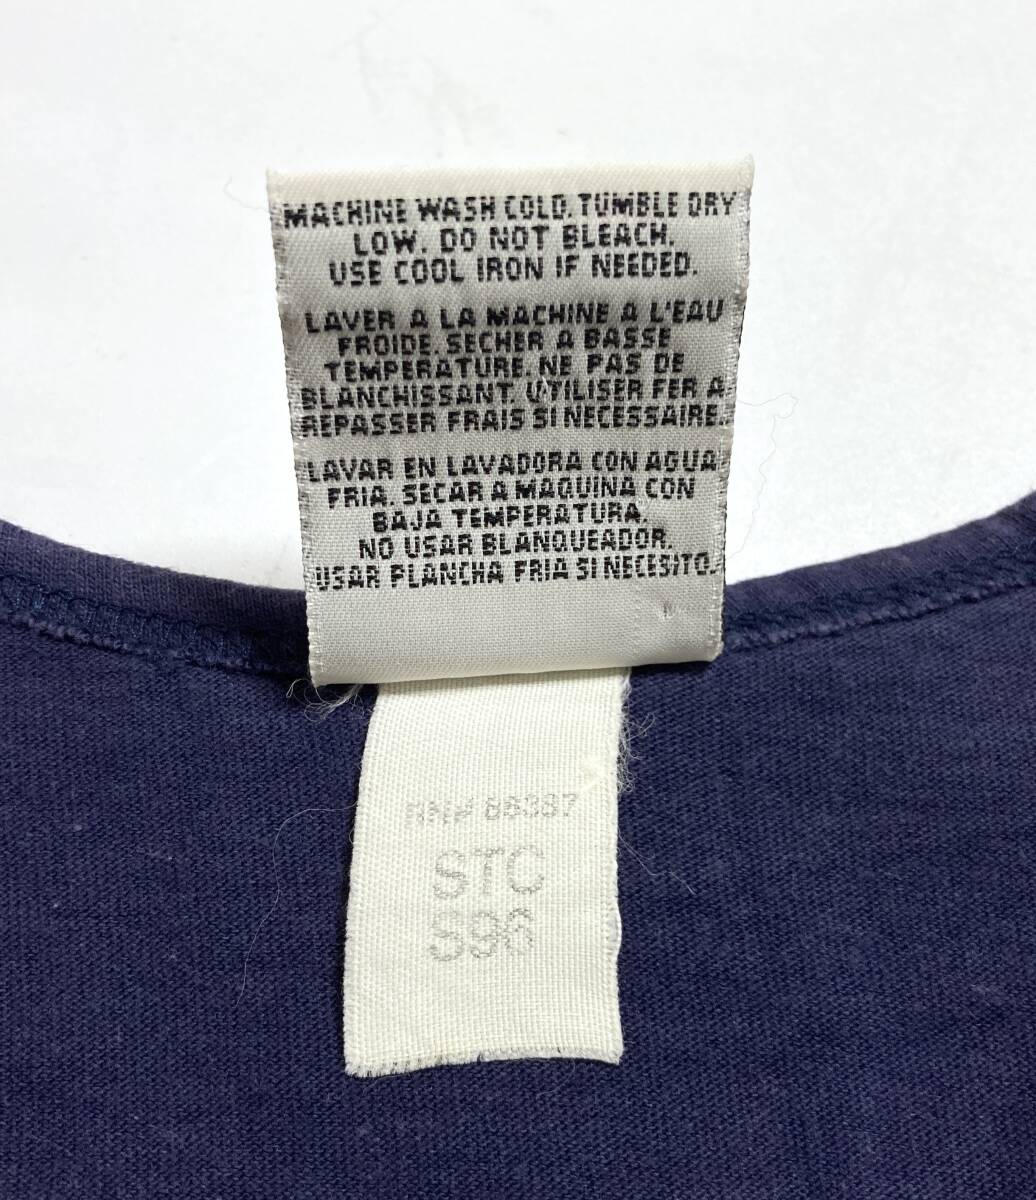 MACHINE WASH COLD. TUMBLE DRY
LOW. DO NOT BLEACH.
USE COOL IRON IF NEEDED.
LAVER A LA MACHINE A L'EAU
FROIDE. SECHER A BASSE
TEMPERATURE. NE PAS DE
BLANCHISSANT. UTILISER FER A
REPASSER FRAIS SI NECESSAIRE.
LAVAR EN LAVADORA CON AGUA
FRIA. SECAR A MAQUINA CON
BAJA TEMPERATURA.
NO USAR BLANQUEADOR.
USAR PLANCHA FRIA SI NECESITO.
RN# 86387
STC
S96